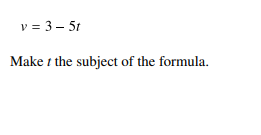 v = 3 – 5t
Make t the subject of the formula.